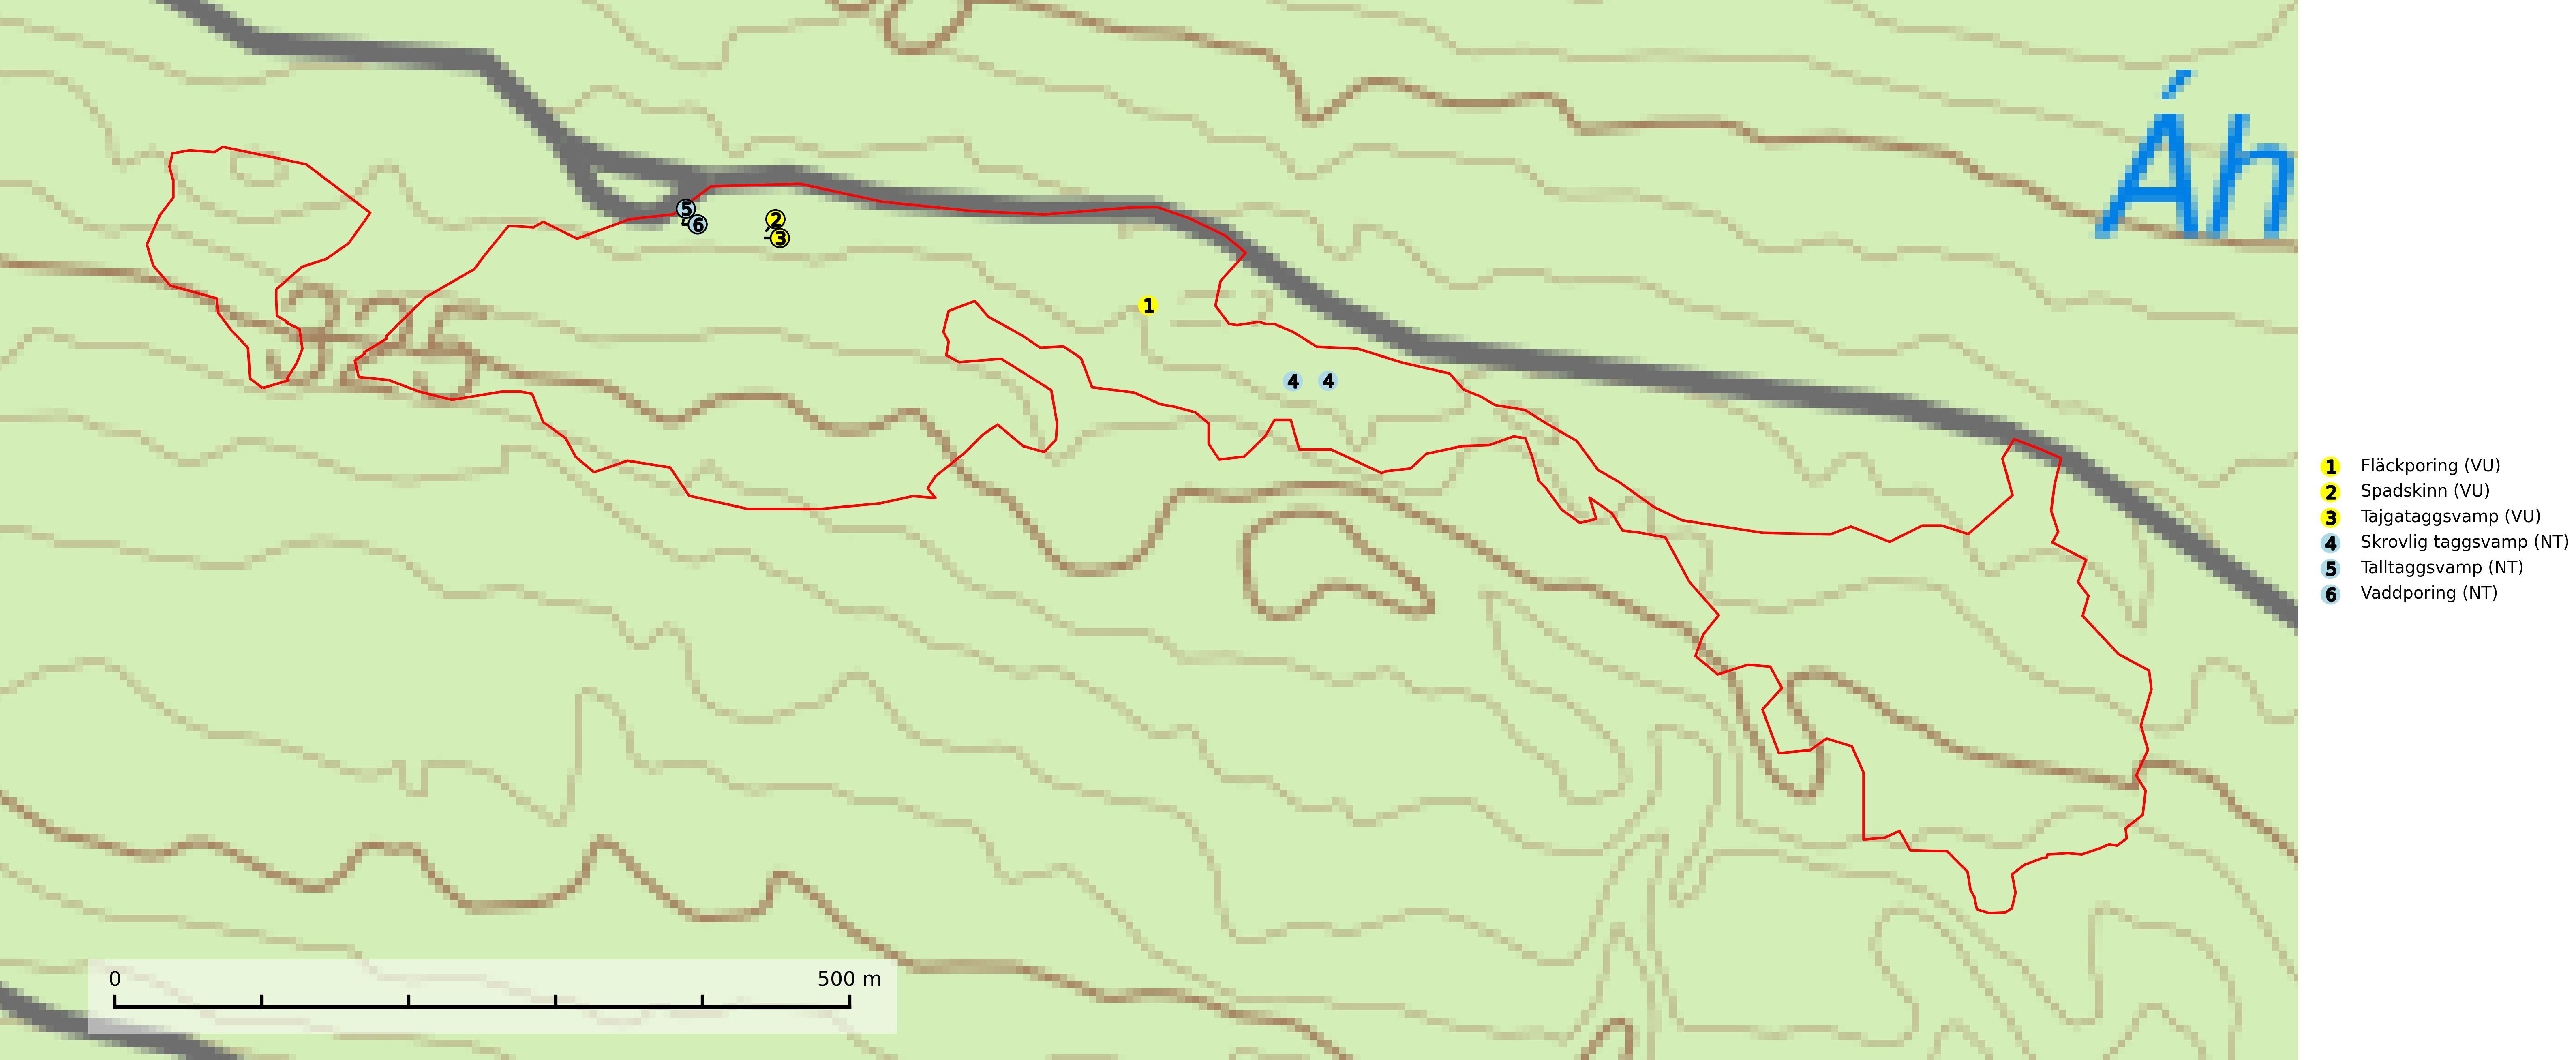 Áh
5
6
2
3
325
1
4 4
1 Fläckporing (VU)
2 Spadskinn (VU)
3 Tajgataggsvamp (VU)
4 Skrovlig taggsvamp (NT)
5 Talltaggsvamp (NT)
6 Vaddporing (NT)
0 500 m